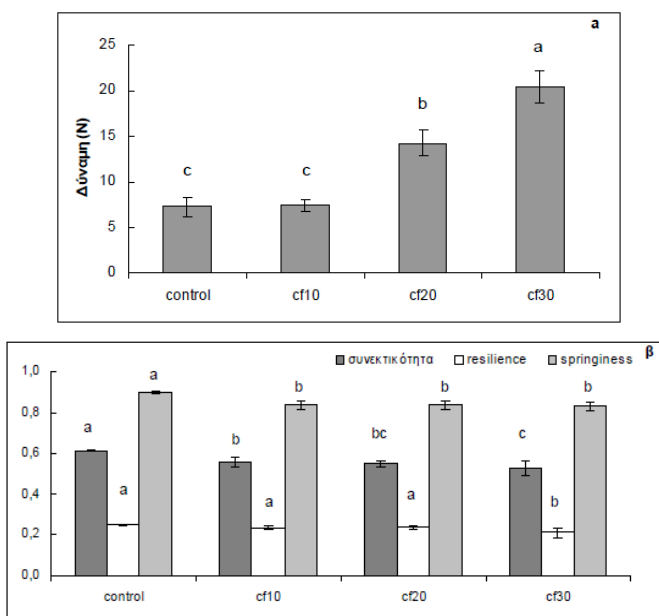 a
25
20
15
10
5
0
Δύναμη (N)
c
c
b
a
control cf10 cf20 cf30
β
συνεκτικότητα resilience springiness
1,0
0,8
0,6
0,4
0,2
0,0
a a a
b a b
bc a b
c b b
control cf10 cf20 cf30